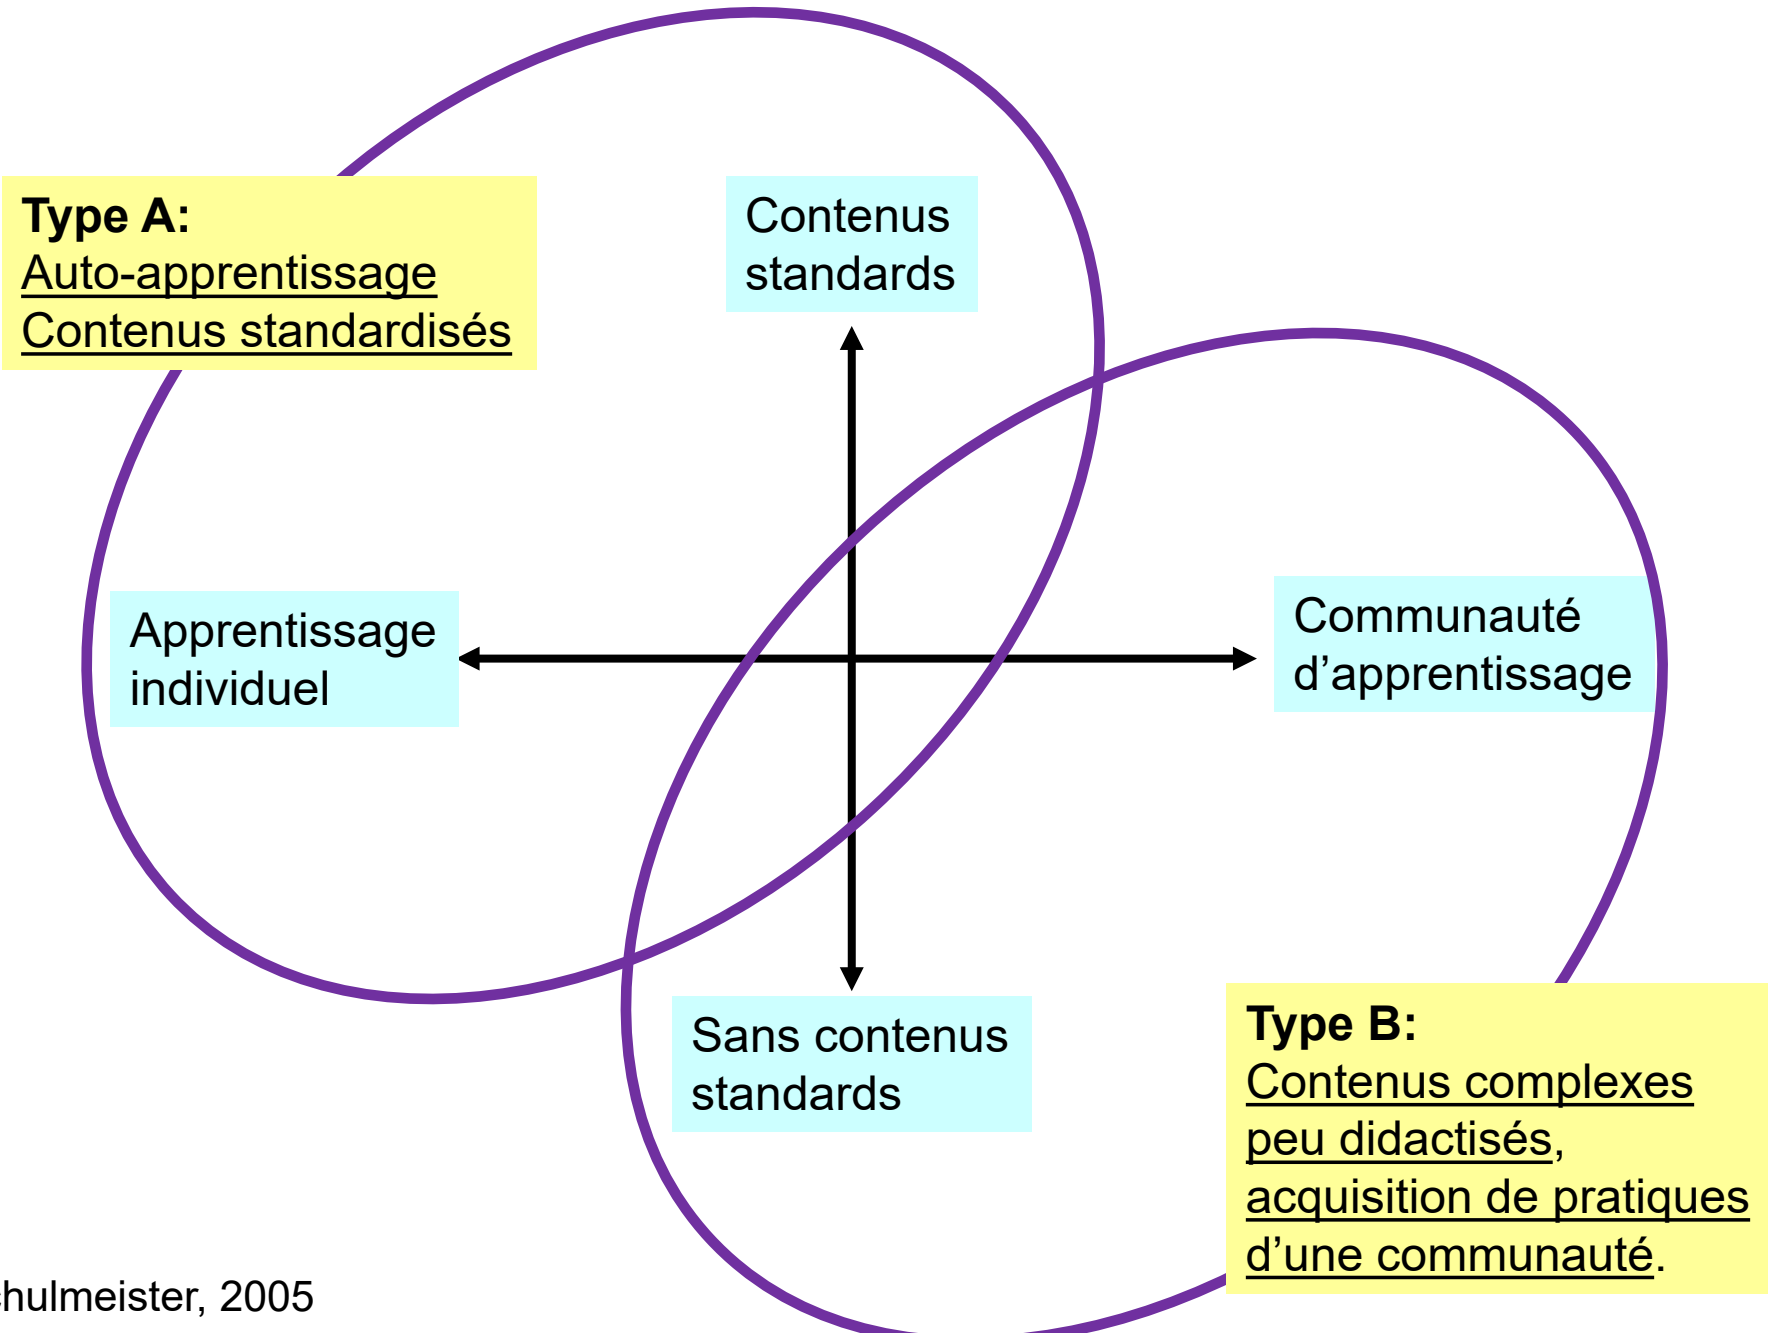 Type A:
Auto-apprentissage
Contenus standardisés
Contenus
standards
Apprentissage
individuel
Communauté
d’apprentissage
Sans contenus
standards
Type B:
Contenus complexes
peu didactisés,
acquisition de pratiques
d’une communauté.
hulmeister, 2005